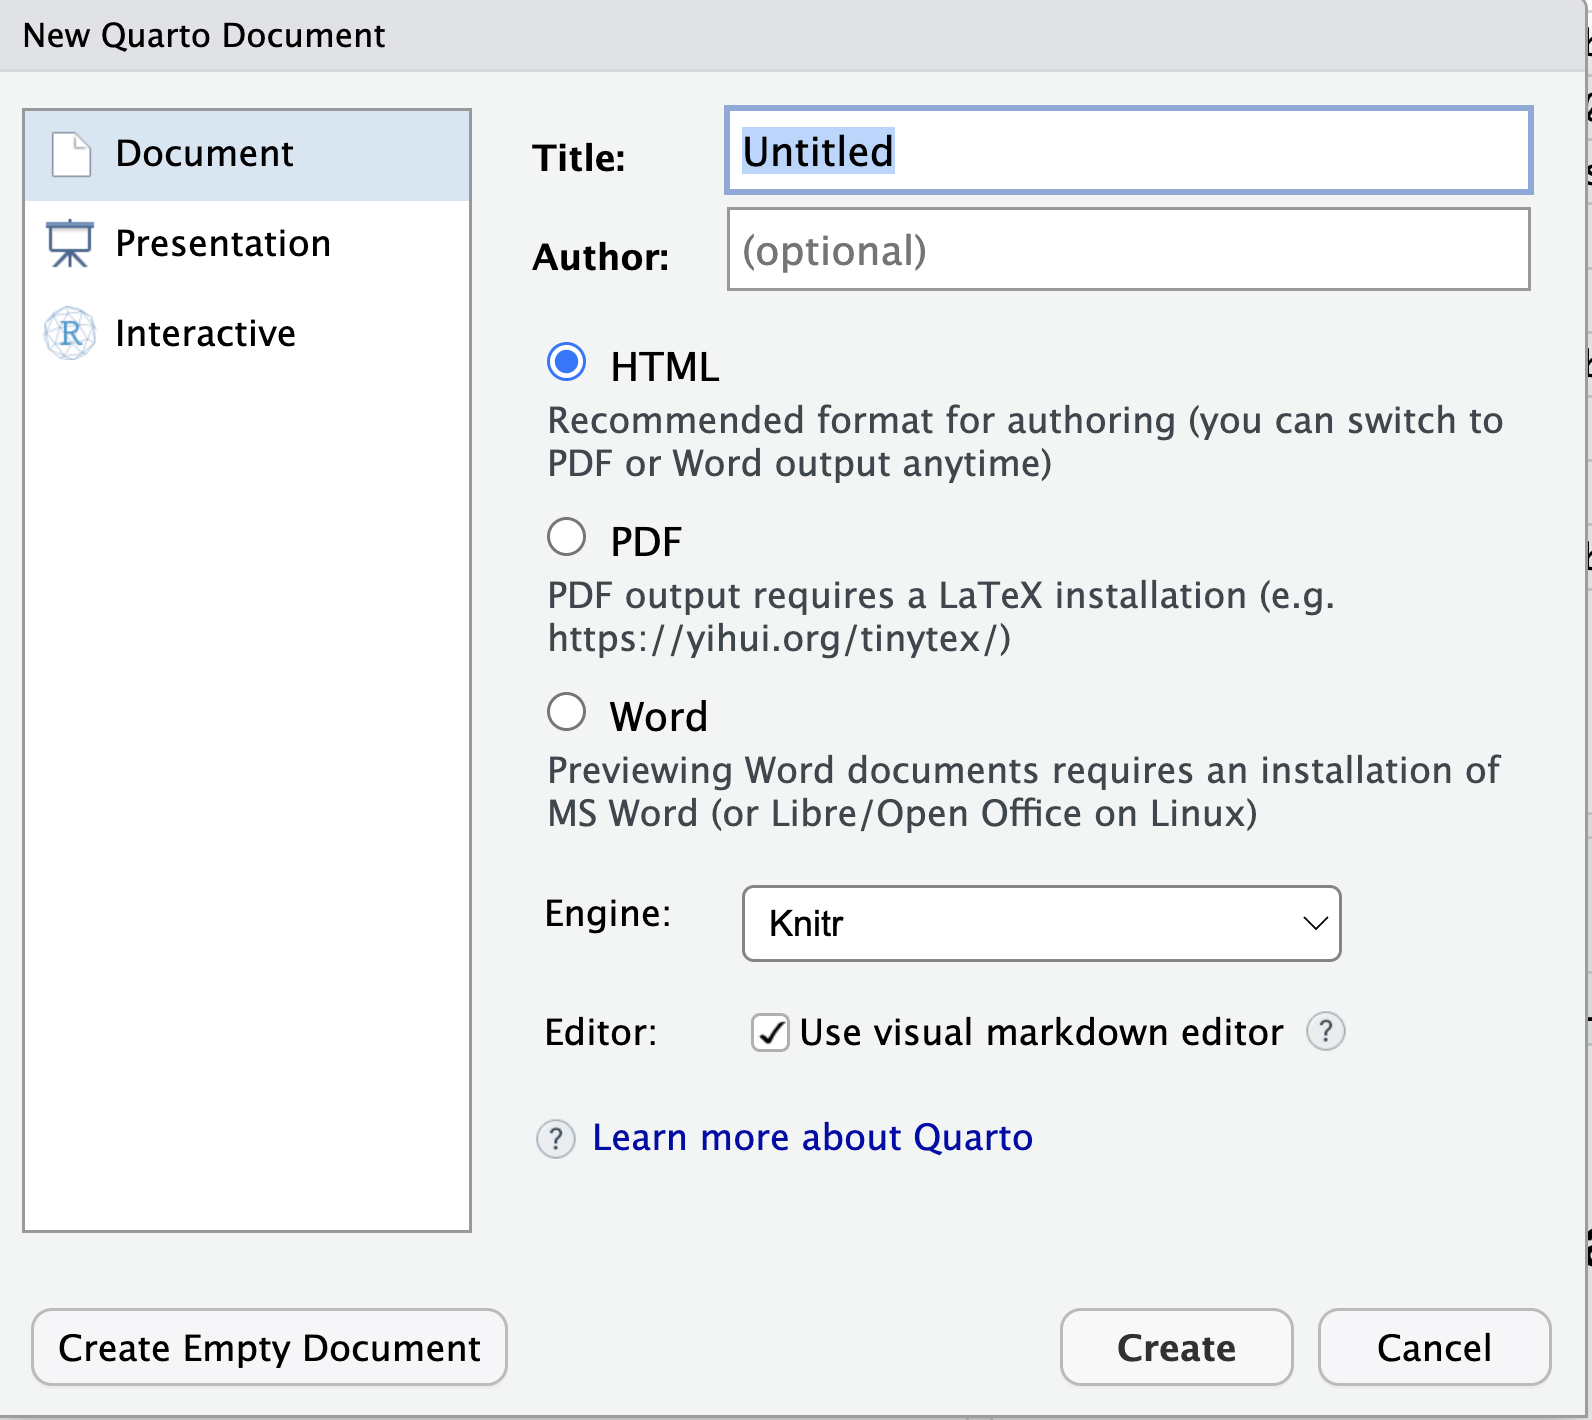 New Quarto Document
Document
Presentation
Interactive
Title: Untitled
Author: (optional)
HTML
Recommended format for authoring (you can switch to
PDF or Word output anytime)
PDF
PDF output requires a LaTeX installation (e.g.
https://yihui.org/tinytex/)
Word
Previewing Word documents requires an installation of
MS Word (or Libre/Open Office on Linux)
Engine: Knitr
Editor: Use visual markdown editor ?
? Learn more about Quarto
Create Empty Document
Create
Cancel